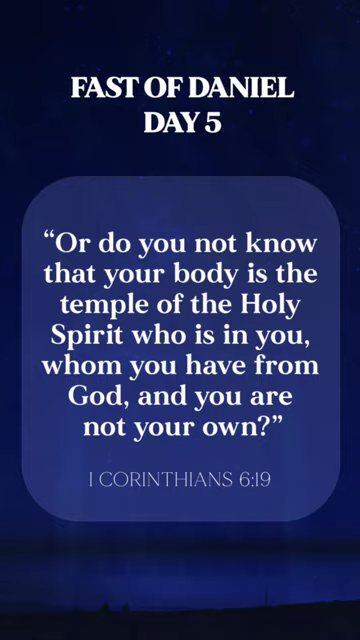 FAST OF DANIEL
DAY 5
“Or do you not know
that your body is the
temple of the Holy
Spirit who is in you,
whom you have from
God, and you are
not your own?”
1 CORINTHIANS 6:19